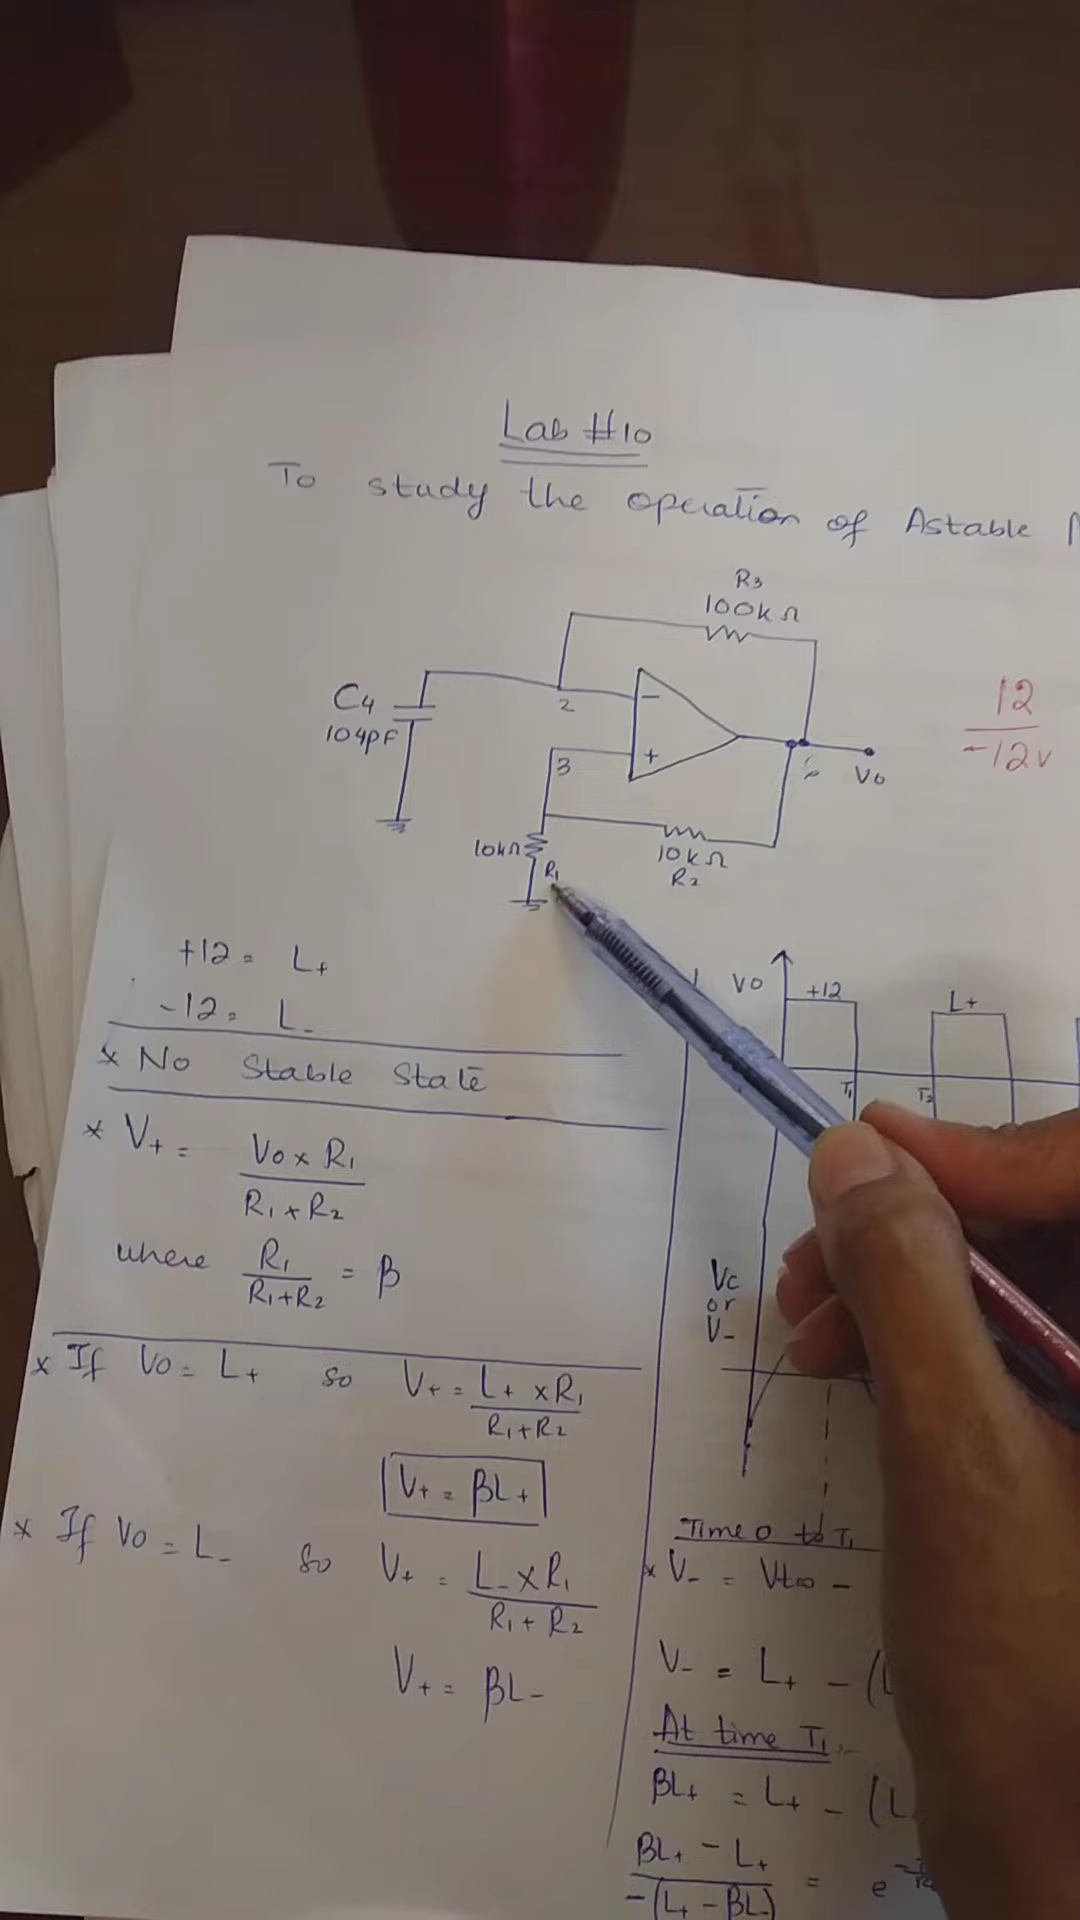 Lab #10
To study the operation of Astable
R3
100kΩ
C4
104pF
2
−
3
+
6
Vo
12
-12v
10kΩ
R1
10kΩ
R2
+12 = L+
-12 = L-
* No Stable State
* V+ = Vo x R1
R1 + R2
where R1 = β
R1+R2
* If Vo = L+ so V+ = L+ x R1
R1+R2
V+ = βL+
* If Vo = L- so V+ = L- x R1
R1 + R2
V+ = βL-
Vo
+12
L+
T1
T2
Vc
or
V-
Time 0 to T1
* V- = Vt∞ -
V- = L+ - (L
At time T1
βL+ = L+ - (L
βL+ - L+ = e
-(L+ - βL-)